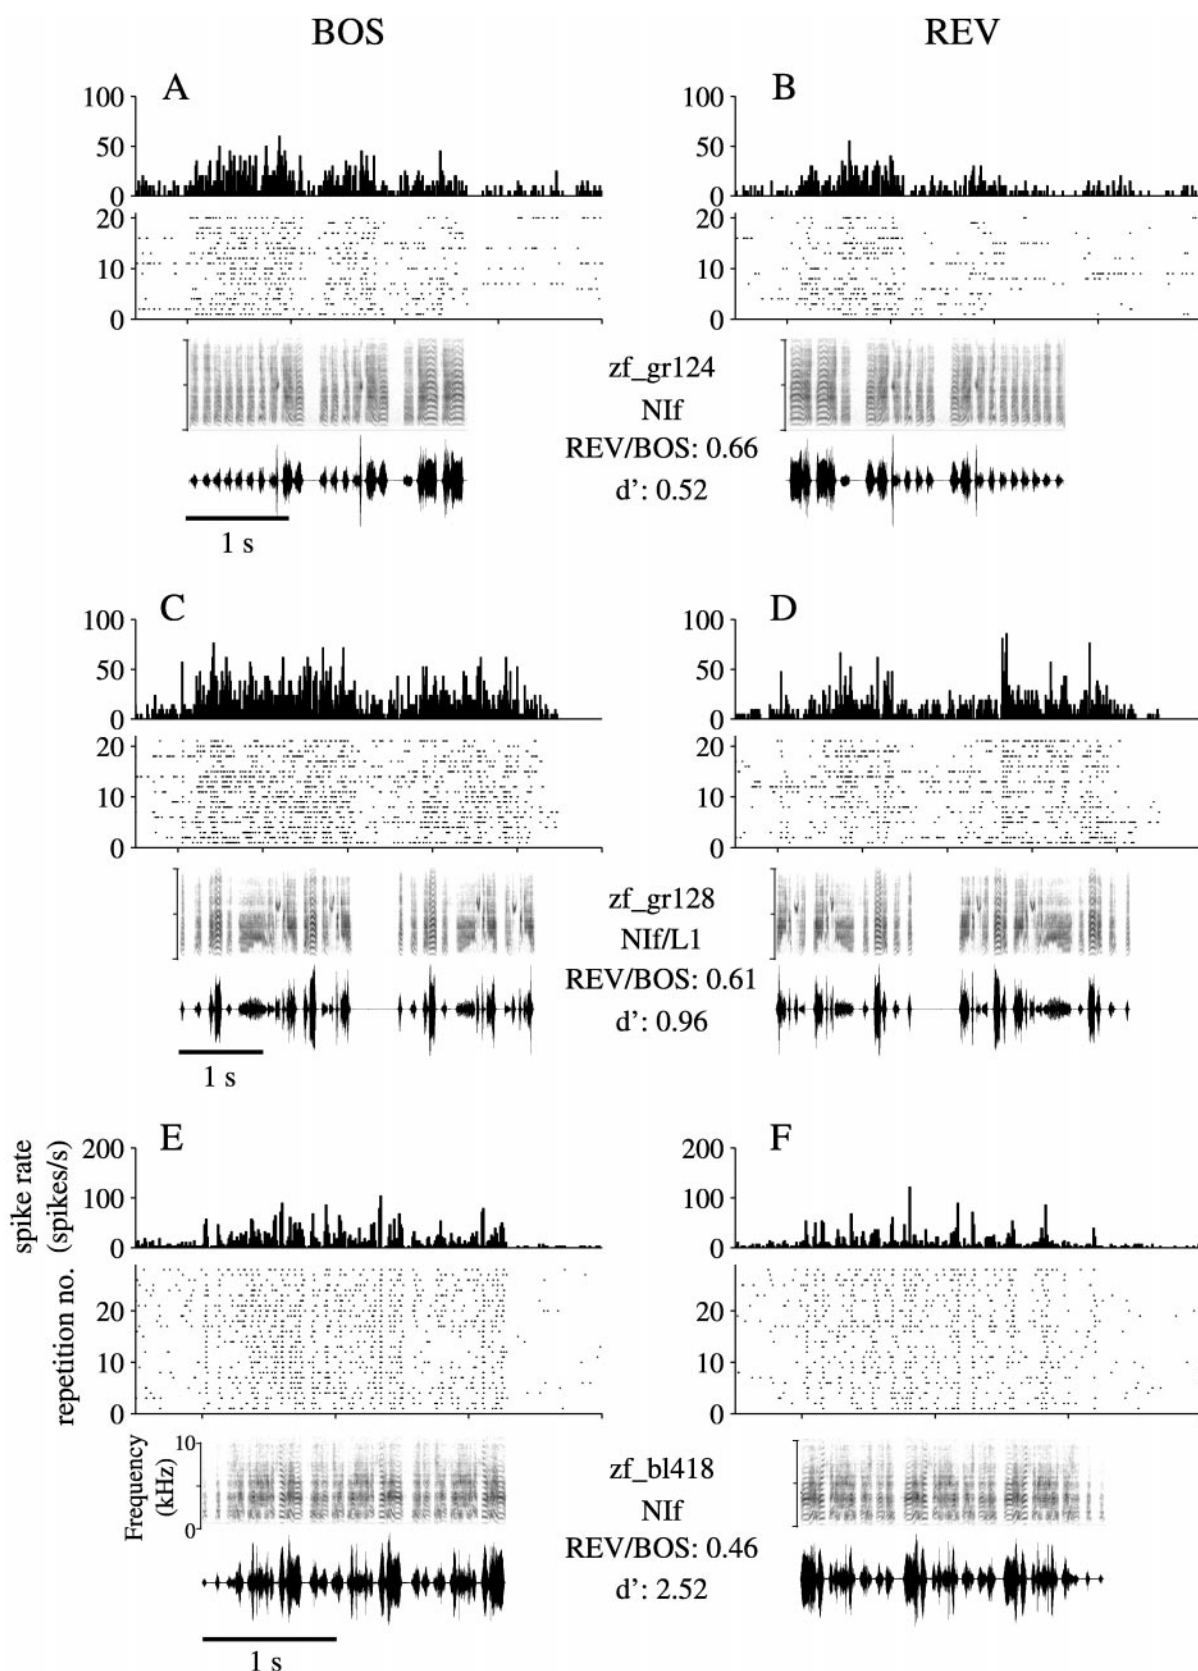 BOS
REV
A
B
100
50
0
100
50
0
20
10
0
20
10
0
zf_gr124
NIf
REV/BOS: 0.66
d’: 0.52
1 s
C
D
100
50
0
100
50
0
20
10
0
20
10
0
zf_gr128
NIf/L1
REV/BOS: 0.61
d’: 0.96
1 s
E
F
spike rate
(spikes/s)
200
100
0
200
100
0
repetition no.
20
10
0
20
10
0
Frequency
(kHz)
10
0
zf_bl418
NIf
REV/BOS: 0.46
d’: 2.52
1 s